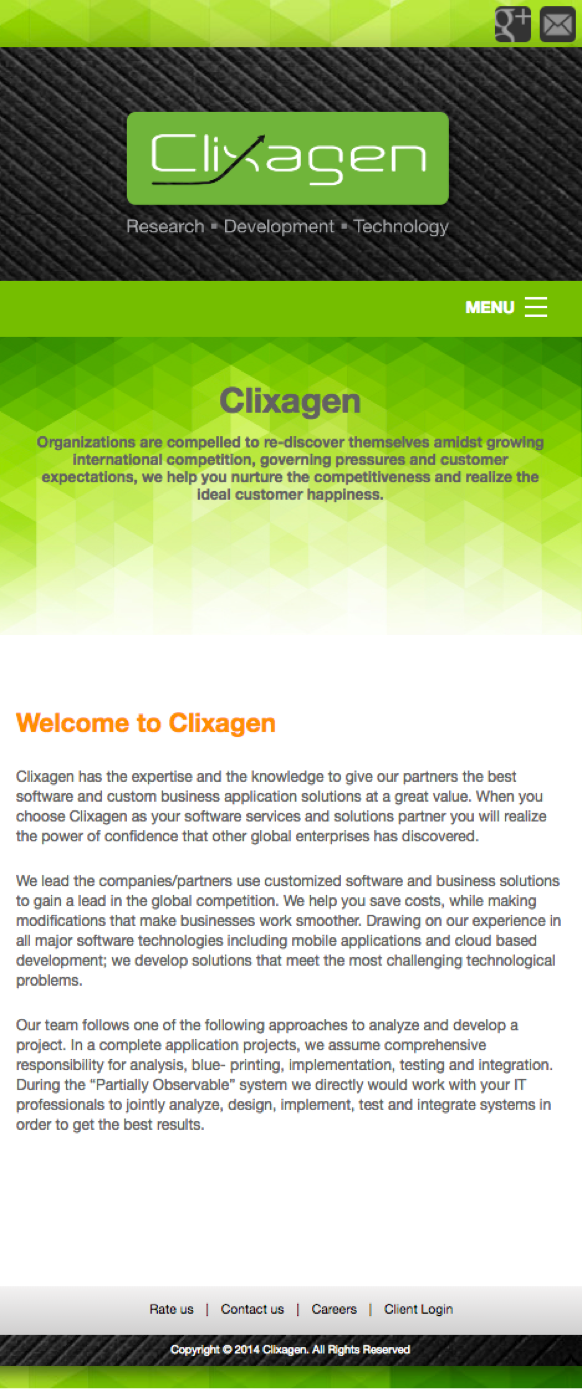 g+
Clixagen
Research ▪ Development ▪ Technology
MENU
Clixagen
Organizations are compelled to re-discover themselves amidst growing
international competition, governing pressures and customer
expectations, we help you nurture the competitiveness and realize the
ideal customer happiness.
Welcome to Clixagen
Clixagen has the expertise and the knowledge to give our partners the best
software and custom business application solutions at a great value. When you
choose Clixagen as your software services and solutions partner you will realize
the power of confidence that other global enterprises has discovered.
We lead the companies/partners use customized software and business solutions
to gain a lead in the global competition. We help you save costs, while making
modifications that make businesses work smoother. Drawing on our experience in
all major software technologies including mobile applications and cloud based
development; we develop solutions that meet the most challenging technological
problems.
Our team follows one of the following approaches to analyze and develop a
project. In a complete application projects, we assume comprehensive
responsibility for analysis, blue- printing, implementation, testing and integration.
During the “Partially Observable” system we directly would work with your IT
professionals to jointly analyze, design, implement, test and integrate systems in
order to get the best results.
Rate us | Contact us | Careers | Client Login
Copyright © 2014 Clixagen. All Rights Reserved